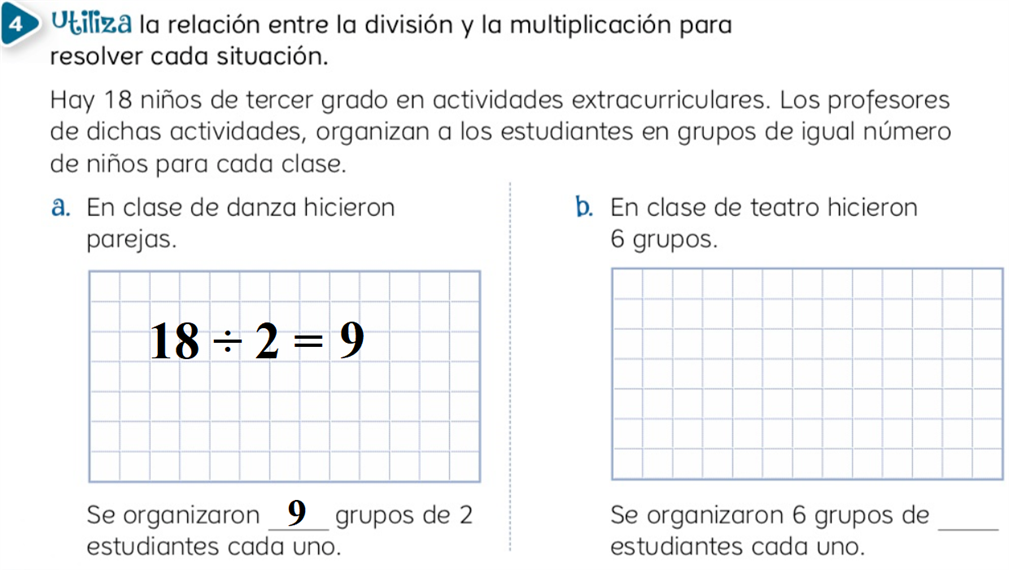 4 Utiliza la relación entre la división y la multiplicación para
resolver cada situación.
Hay 18 niños de tercer grado en actividades extracurriculares. Los profesores
de dichas actividades, organizan a los estudiantes en grupos de igual número
de niños para cada clase.
a. En clase de danza hicieron
parejas.
18 ÷ 2 = 9
Se organizaron 9 grupos de 2
estudiantes cada uno.
b. En clase de teatro hicieron
6 grupos.
Se organizaron 6 grupos de ____
estudiantes cada uno.